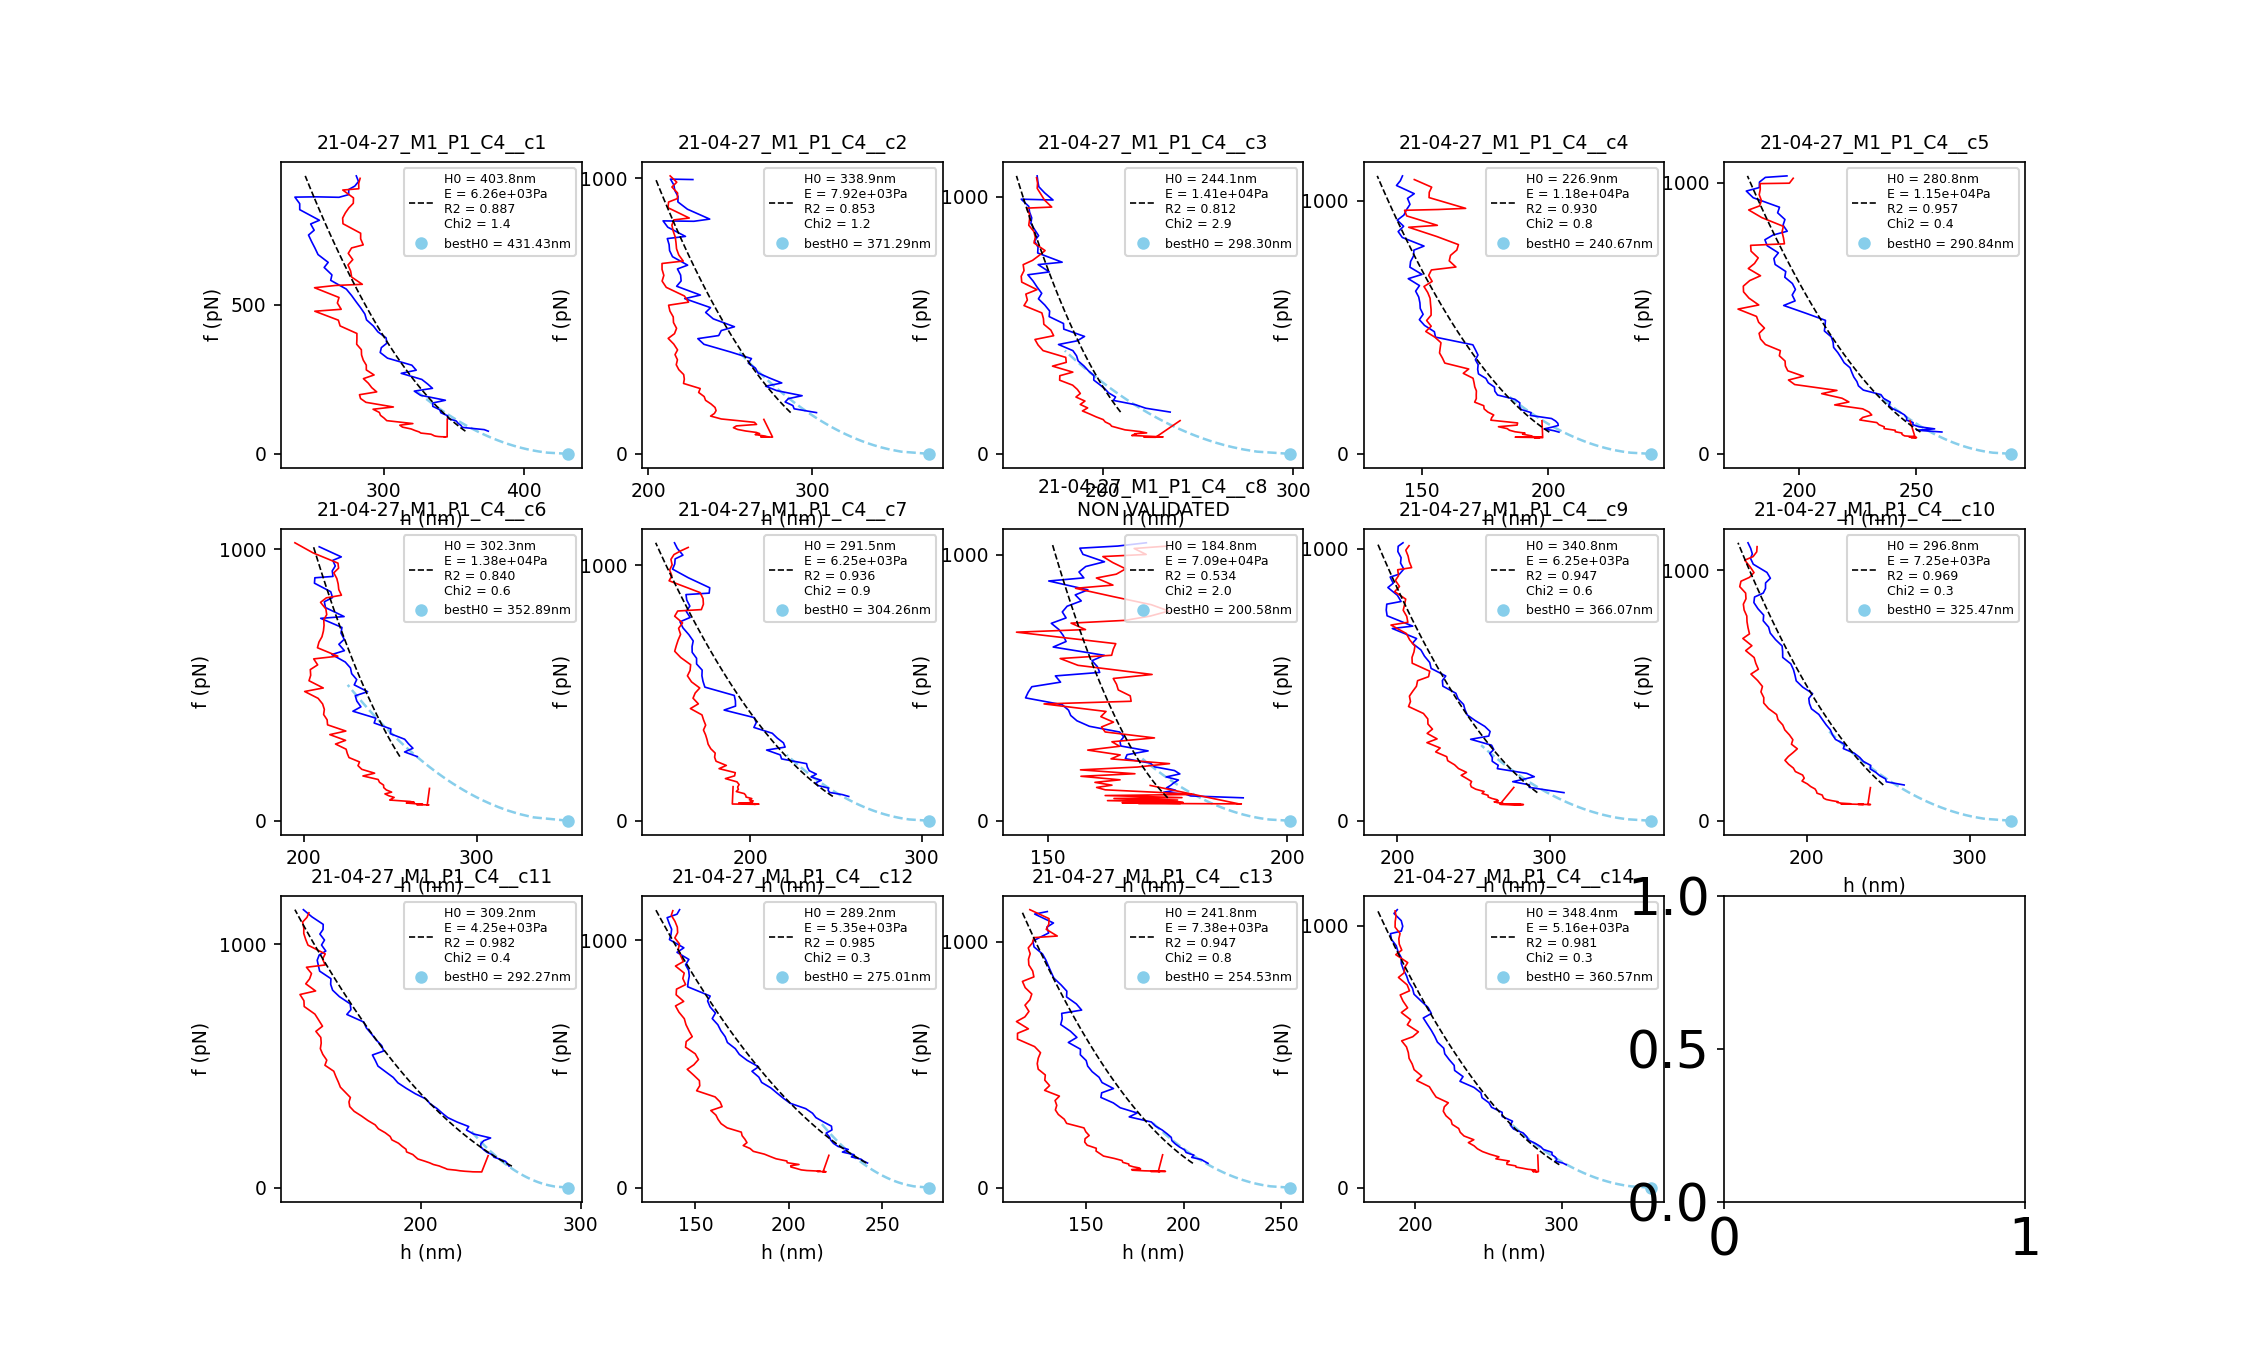 21-04-27_M1_P1_C4__c1
H0 = 403.8nm
E = 6.26e+03Pa
R2 = 0.887
Chi2 = 1.4
bestH0 = 431.43nm
f (pN)
500
0
300
400
h (nm)
21-04-27_M1_P1_C4__c2
H0 = 338.9nm
E = 7.92e+03Pa
R2 = 0.853
Chi2 = 1.2
bestH0 = 371.29nm
f (pN)
1000
0
200
300
h (nm)
21-04-27_M1_P1_C4__c3
H0 = 244.1nm
E = 1.41e+04Pa
R2 = 0.812
Chi2 = 2.9
bestH0 = 298.30nm
f (pN)
1000
0
200
300
h (nm)
21-04-27_M1_P1_C4__c4
H0 = 226.9nm
E = 1.18e+04Pa
R2 = 0.930
Chi2 = 0.8
bestH0 = 240.67nm
f (pN)
1000
0
150
200
h (nm)
21-04-27_M1_P1_C4__c5
H0 = 280.8nm
E = 1.15e+04Pa
R2 = 0.957
Chi2 = 0.4
bestH0 = 290.84nm
1000
0
200
250
h (nm)
21-04-27_M1_P1_C4__c6
H0 = 302.3nm
E = 1.38e+04Pa
R2 = 0.840
Chi2 = 0.6
bestH0 = 352.89nm
f (pN)
1000
0
200
300
h (nm)
21-04-27_M1_P1_C4__c7
H0 = 291.5nm
E = 6.25e+03Pa
R2 = 0.936
Chi2 = 0.9
bestH0 = 304.26nm
f (pN)
1000
0
200
300
h (nm)
21-04-27_M1_P1_C4__c8
NON VALIDATED
H0 = 184.8nm
E = 7.09e+04Pa
R2 = 0.534
Chi2 = 2.0
bestH0 = 200.58nm
f (pN)
1000
0
150
200
h (nm)
21-04-27_M1_P1_C4__c9
H0 = 340.8nm
E = 6.25e+03Pa
R2 = 0.947
Chi2 = 0.6
bestH0 = 366.07nm
f (pN)
1000
0
200
300
h (nm)
21-04-27_M1_P1_C4__c10
H0 = 296.8nm
E = 7.25e+03Pa
R2 = 0.969
Chi2 = 0.3
bestH0 = 325.47nm
f (pN)
1000
0
200
300
h (nm)
21-04-27_M1_P1_C4__c11
H0 = 309.2nm
E = 4.25e+03Pa
R2 = 0.982
Chi2 = 0.4
bestH0 = 292.27nm
f (pN)
1000
0
200
300
h (nm)
21-04-27_M1_P1_C4__c12
H0 = 289.2nm
E = 5.35e+03Pa
R2 = 0.985
Chi2 = 0.3
bestH0 = 275.01nm
f (pN)
1000
0
150
200
250
h (nm)
21-04-27_M1_P1_C4__c13
H0 = 241.8nm
E = 7.38e+03Pa
R2 = 0.947
Chi2 = 0.8
bestH0 = 254.53nm
f (pN)
1000
0
150
200
250
h (nm)
21-04-27_M1_P1_C4__c14
H0 = 348.4nm
E = 5.16e+03Pa
R2 = 0.981
Chi2 = 0.3
bestH0 = 360.57nm
f (pN)
1000
0
200
300
h (nm)
1.0
0.5
0.0
0
1